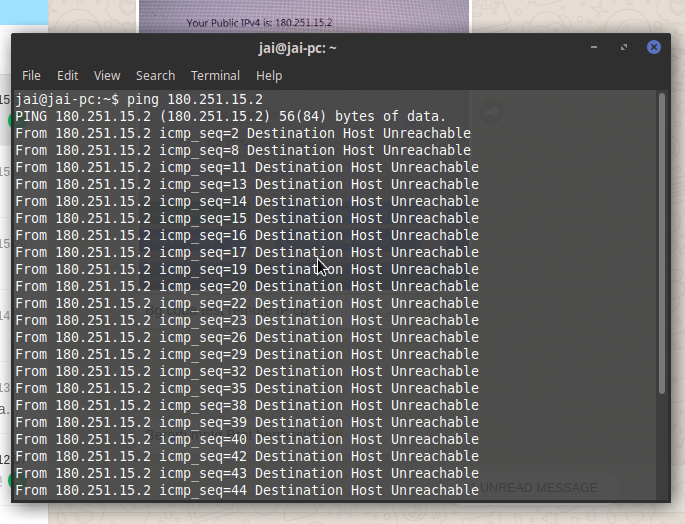 Your Public IPv4 is: 180.251.15.2
jai@jai-pc: ~
File Edit View Search Terminal Help
jai@jai-pc:~$ ping 180.251.15.2
PING 180.251.15.2 (180.251.15.2) 56(84) bytes of data.
From 180.251.15.2 icmp_seq=2 Destination Host Unreachable
From 180.251.15.2 icmp_seq=8 Destination Host Unreachable
From 180.251.15.2 icmp_seq=11 Destination Host Unreachable
From 180.251.15.2 icmp_seq=13 Destination Host Unreachable
From 180.251.15.2 icmp_seq=14 Destination Host Unreachable
From 180.251.15.2 icmp_seq=15 Destination Host Unreachable
From 180.251.15.2 icmp_seq=16 Destination Host Unreachable
From 180.251.15.2 icmp_seq=17 Destination Host Unreachable
From 180.251.15.2 icmp_seq=19 Destination Host Unreachable
From 180.251.15.2 icmp_seq=20 Destination Host Unreachable
From 180.251.15.2 icmp_seq=22 Destination Host Unreachable
From 180.251.15.2 icmp_seq=23 Destination Host Unreachable
From 180.251.15.2 icmp_seq=26 Destination Host Unreachable
From 180.251.15.2 icmp_seq=29 Destination Host Unreachable
From 180.251.15.2 icmp_seq=32 Destination Host Unreachable
From 180.251.15.2 icmp_seq=35 Destination Host Unreachable
From 180.251.15.2 icmp_seq=38 Destination Host Unreachable
From 180.251.15.2 icmp_seq=39 Destination Host Unreachable
From 180.251.15.2 icmp_seq=40 Destination Host Unreachable
From 180.251.15.2 icmp_seq=42 Destination Host Unreachable
From 180.251.15.2 icmp_seq=43 Destination Host Unreachable
From 180.251.15.2 icmp_seq=44 Destination Host Unreachable
UNREAD MESSAGE